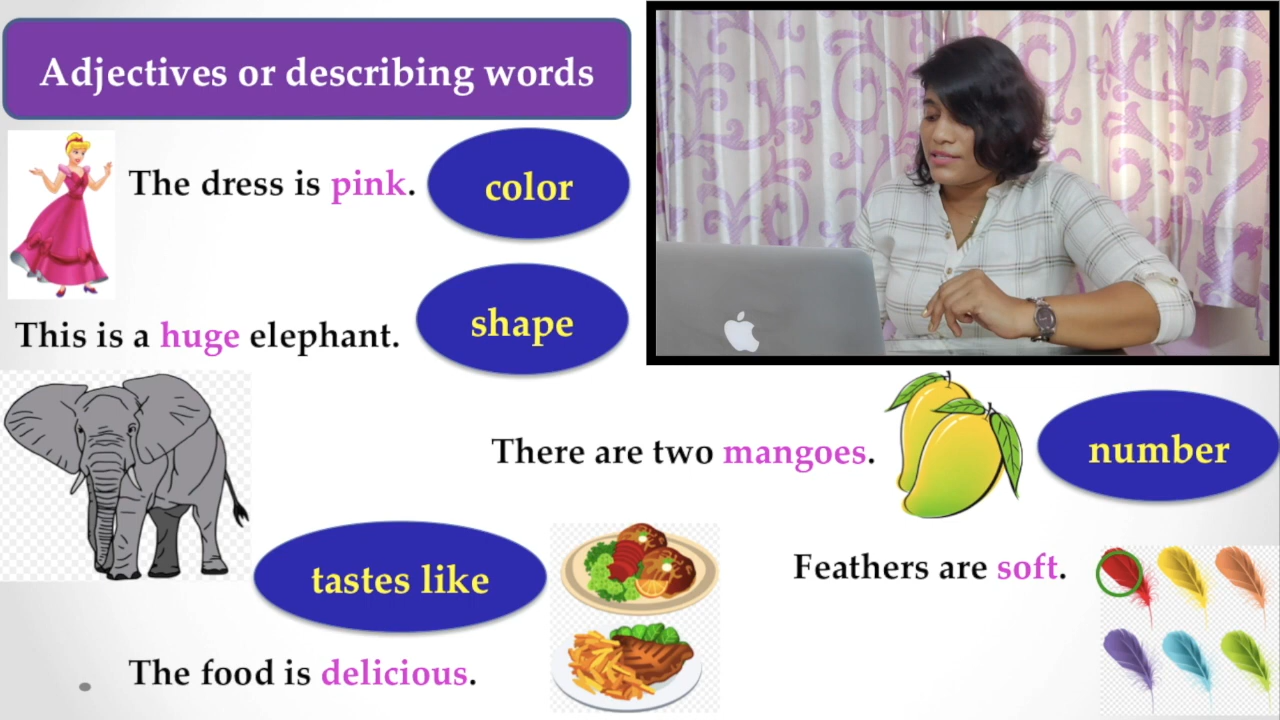 Adjectives or describing words
The dress is pink.
color
This is a huge elephant.
shape
There are two mangoes.
number
tastes like
Feathers are soft.
The food is delicious.